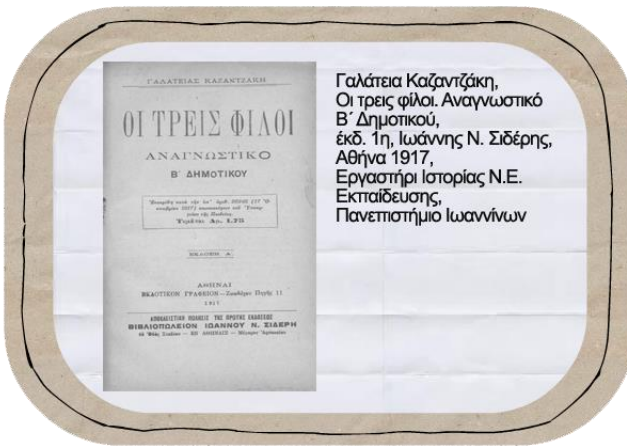 ΓΑΛΑΤΕΙΑΣ ΚΑΖΑΝΤΖΑΚΗ
ΟΙ ΤΡΕΙΣ ΦΙΛΟΙ
ΑΝΑΓΝΩΣΤΙΚΟ
Β΄ ΔΗΜΟΤΙΚΟΥ
ΕΚΔΟΣΗ Α.
ΑΘΗΝΑΙ
1917
ΒΙΒΛΙΟΠΩΛΕΙΟΝ ΙΩΑΝΝΟΥ Ν. ΣΙΔΕΡΗ
Γαλάτεια Καζαντζάκη,
Οι τρεις φίλοι. Αναγνωστικό
Β΄ Δημοτικού,
έκδ. 1η, Ιωάννης Ν. Σιδέρης,
Αθήνα 1917,
Εργαστήρι Ιστορίας Ν.Ε.
Εκπαίδευσης,
Πανεπιστήμιο Ιωαννίνων